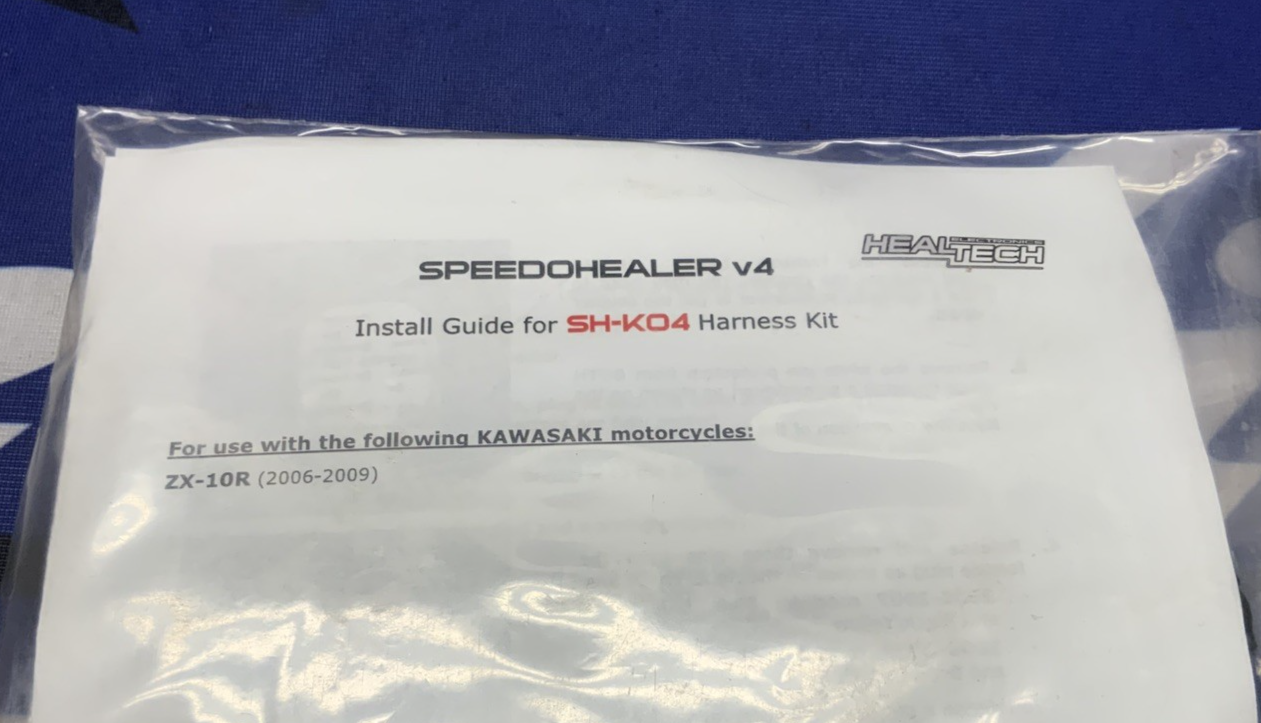 HEALTECH ELECTRONICS
SPEEDOHEALER v4
Install Guide for SH-K04 Harness Kit
For use with the following KAWASAKI motorcycles:
ZX-10R (2006-2009)